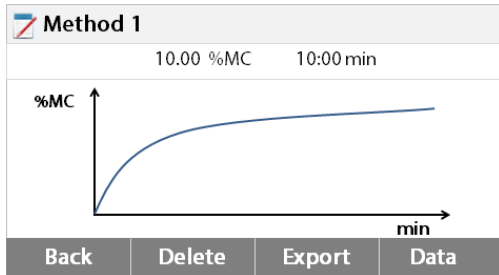 Method 1
10.00 %MC 10:00 min
%MC
min
Back Delete Export Data